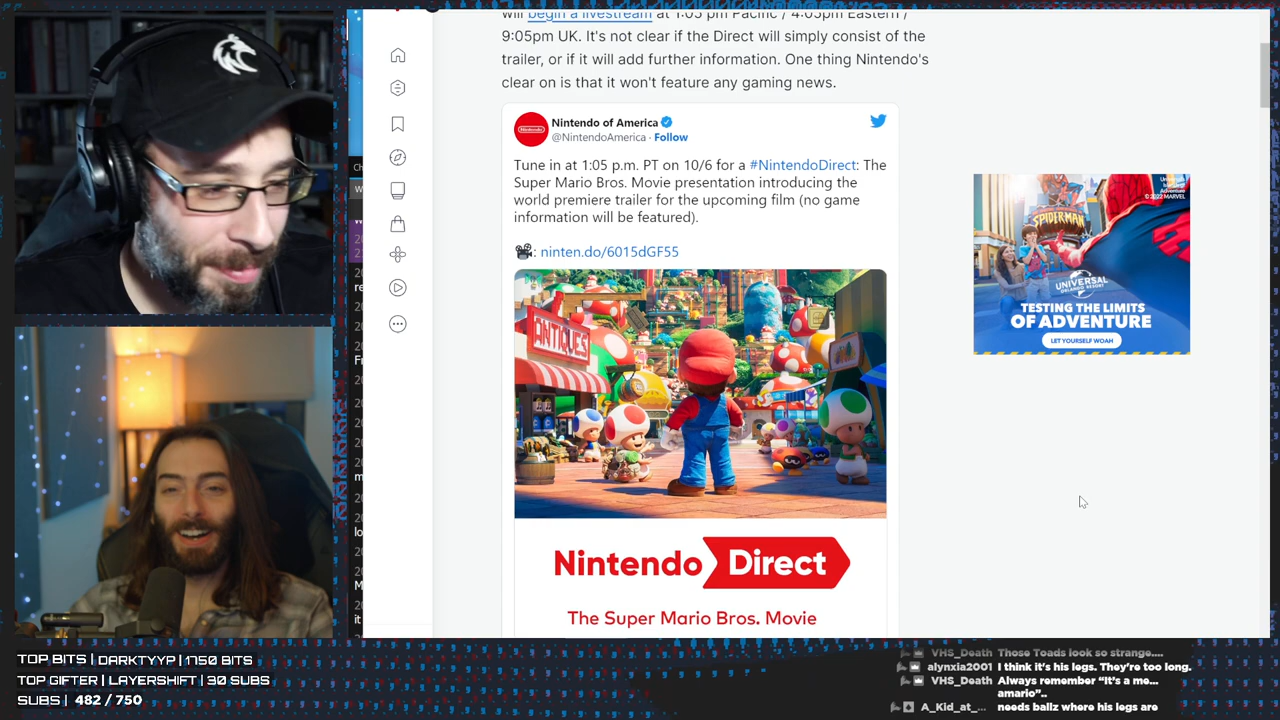 will begin a livestream at 1:05 pm Pacific / 4:05pm Eastern /
9:05pm UK. It's not clear if the Direct will simply consist of the
trailer, or if it will add further information. One thing Nintendo's
clear on is that it won't feature any gaming news.
Nintendo of America
@NintendoAmerica · Follow
Tune in at 1:05 p.m. PT on 10/6 for a #NintendoDirect: The
Super Mario Bros. Movie presentation introducing the
world premiere trailer for the upcoming film (no game
information will be featured).
: ninten.do/6015dGF55
ANTIQUES
Nintendo Direct
The Super Mario Bros. Movie
©2022 MARVEL
SPIDER-MAN
UNIVERSAL
ORLANDO RESORT
TESTING THE LIMITS
OF ADVENTURE
LET YOURSELF WOAH
TOP BITS | DARKTYYP | 1750 BITS
TOP GIFTER | LAYERSHIFT | 30 SUBS
SUBS | 482 / 750
VHS_Death Those Toads look so strange....
alynxia2001 I think it's his legs. They're too long.
VHS_Death Always remember “It's a me...
amario”..
A_Kid_at_... needs ballz where his legs are